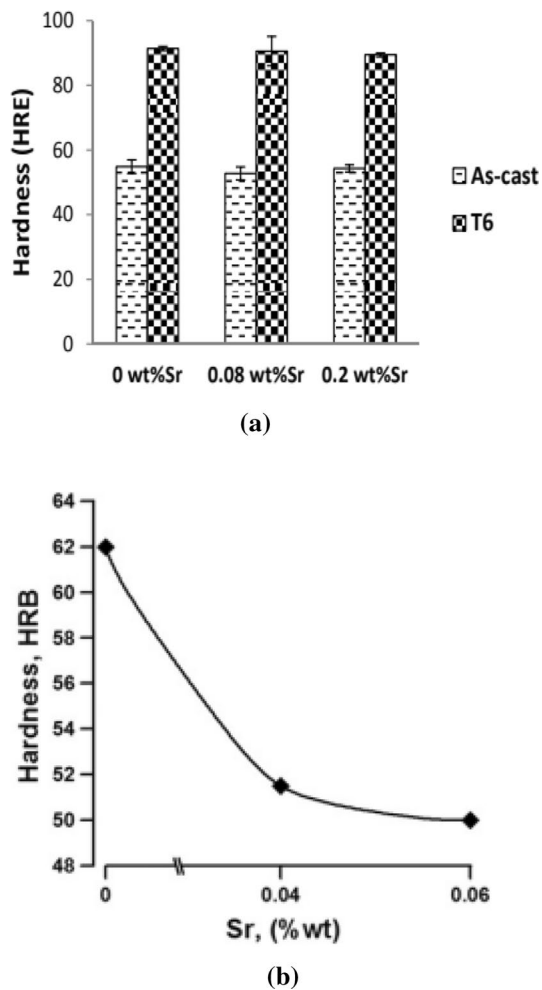 100
80
60
40
20
0
Hardness (HRE)
0 wt%Sr 0.08 wt%Sr 0.2 wt%Sr
As-cast
T6
(a)
64
62
60
58
56
54
52
50
48
Hardness, HRB
0 0.04 0.06
Sr, (% wt)
(b)